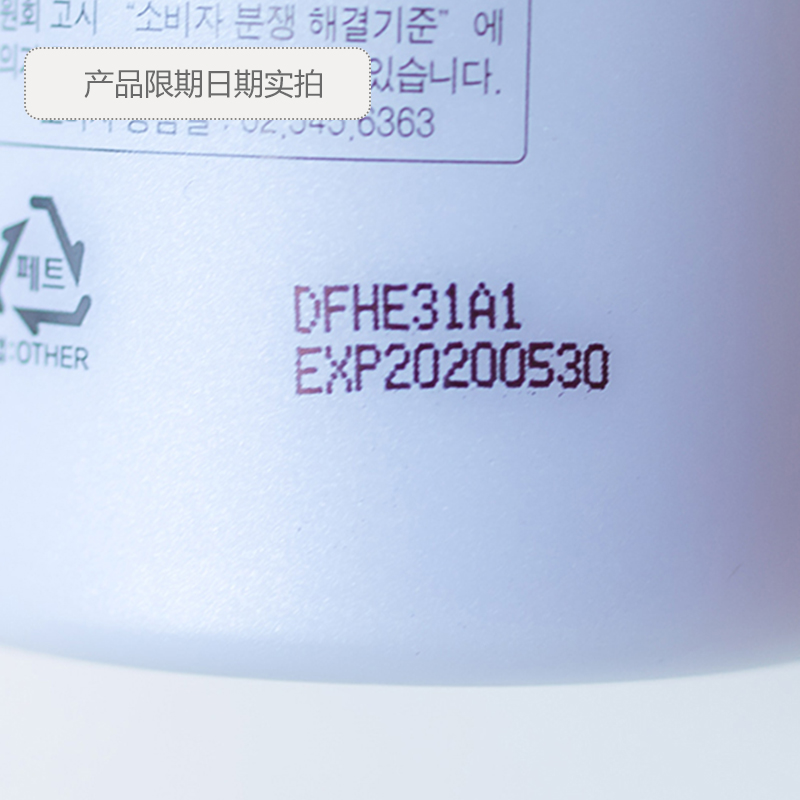 원회 고시 “소비자 분쟁 해결기준” 에
있습니다.
产品限期日期实拍
6363
페트
:OTHER
DFHE31A1
EXP20200530